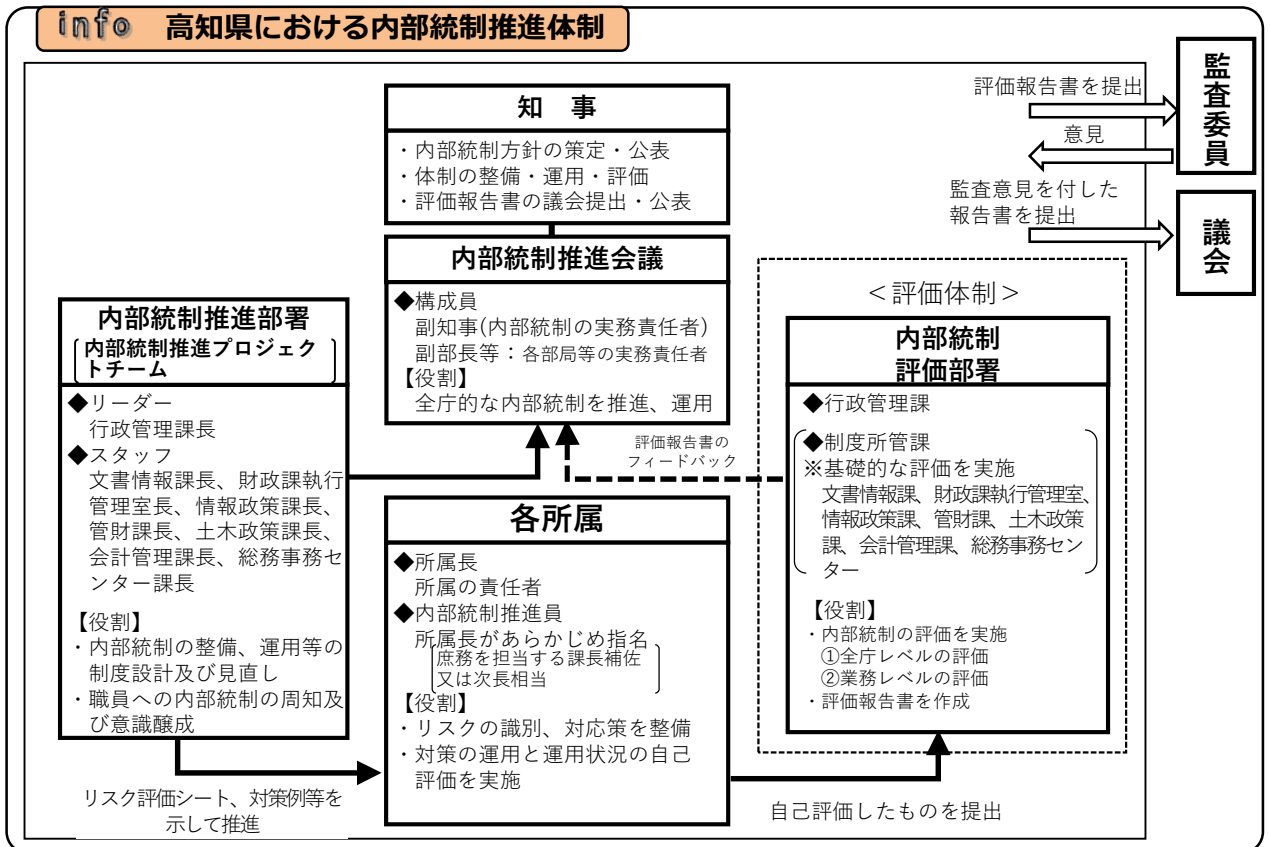 info 高知県における内部統制推進体制
知　事
・内部統制方針の策定・公表
・体制の整備・運用・評価
・評価報告書の議会提出・公表
評価報告書を提出
意見
監査意見を付した
報告書を提出
監査委員
議会
内部統制推進会議
◆構成員
副知事(内部統制の実務責任者)
副部長等：各部局等の実務責任者
【役割】
全庁的な内部統制を推進、運用
内部統制推進部署
内部統制推進プロジェク
トチーム
◆リーダー
行政管理課長
◆スタッフ
文書情報課長、財政課執行
管理室長、情報政策課長、
管財課長、土木政策課長、
会計管理課長、総務事務セ
ンター課長
【役割】
・内部統制の整備、運用等の
制度設計及び見直し
・職員への内部統制の周知及
び意識醸成
リスク評価シート、対策例等を
示して推進
評価報告書の
フィードバック
各所属
◆所属長
所属の責任者
◆内部統制推進員
所属長があらかじめ指名
庶務を担当する課長補佐
又は次長相当
【役割】
・リスクの識別、対応策を整備
・対策の運用と運用状況の自己
評価を実施
＜評価体制＞
内部統制
評価部署
◆行政管理課
◆制度所管課
※基礎的な評価を実施
文書情報課、財政課執行管理室、
情報政策課、管財課、土木政策
課、会計管理課、総務事務セン
ター
【役割】
・内部統制の評価を実施
①全庁レベルの評価
②業務レベルの評価
・評価報告書を作成
自己評価したものを提出